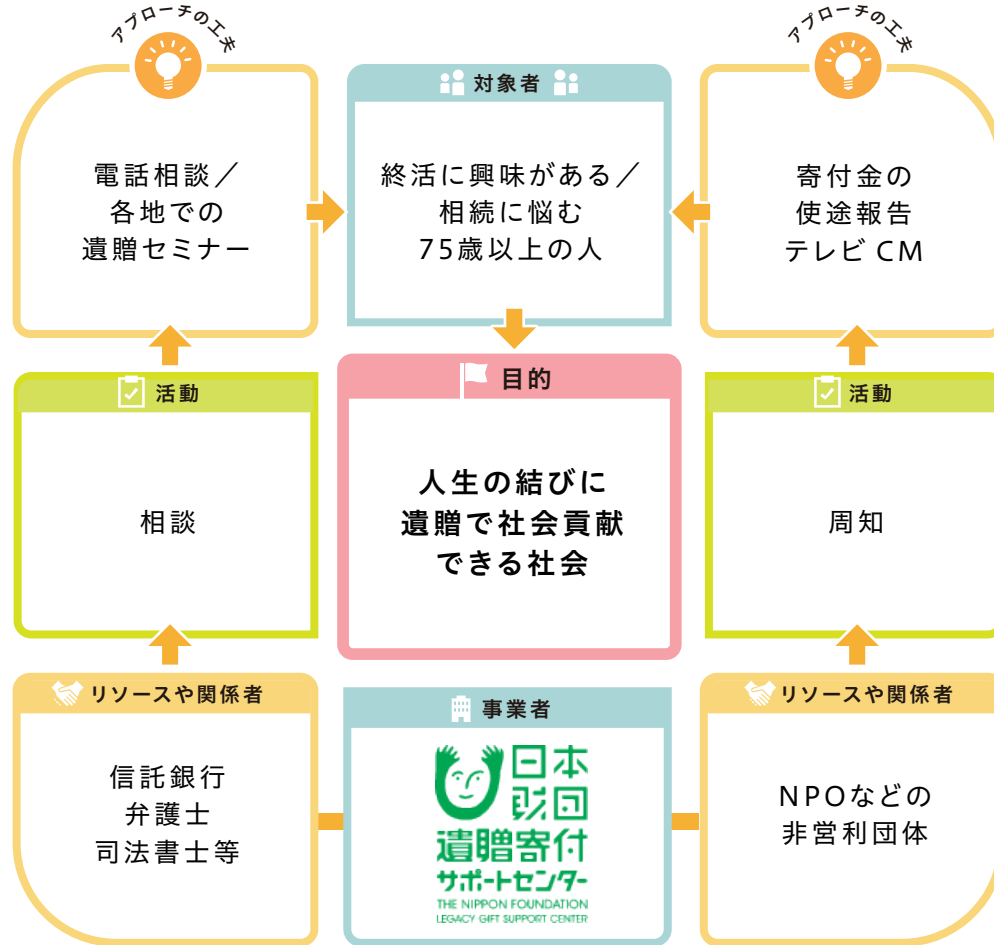 アプローチの工夫
電話相談／
各地での
遺贈セミナー
対象者
終活に興味がある／
相続に悩む
75歳以上の人
アプローチの工夫
寄付金の
使途報告
テレビ CM
活動
相談
目的
人生の結びに
遺贈で社会貢献
できる社会
活動
周知
リソースや関係者
信託銀行
弁護士
司法書士等
事業者
日本
財団
遺贈寄付
サポートセンター
THE NIPPON FOUNDATION
LEGACY GIFT SUPPORT CENTER
リソースや関係者
NPOなどの
非営利団体